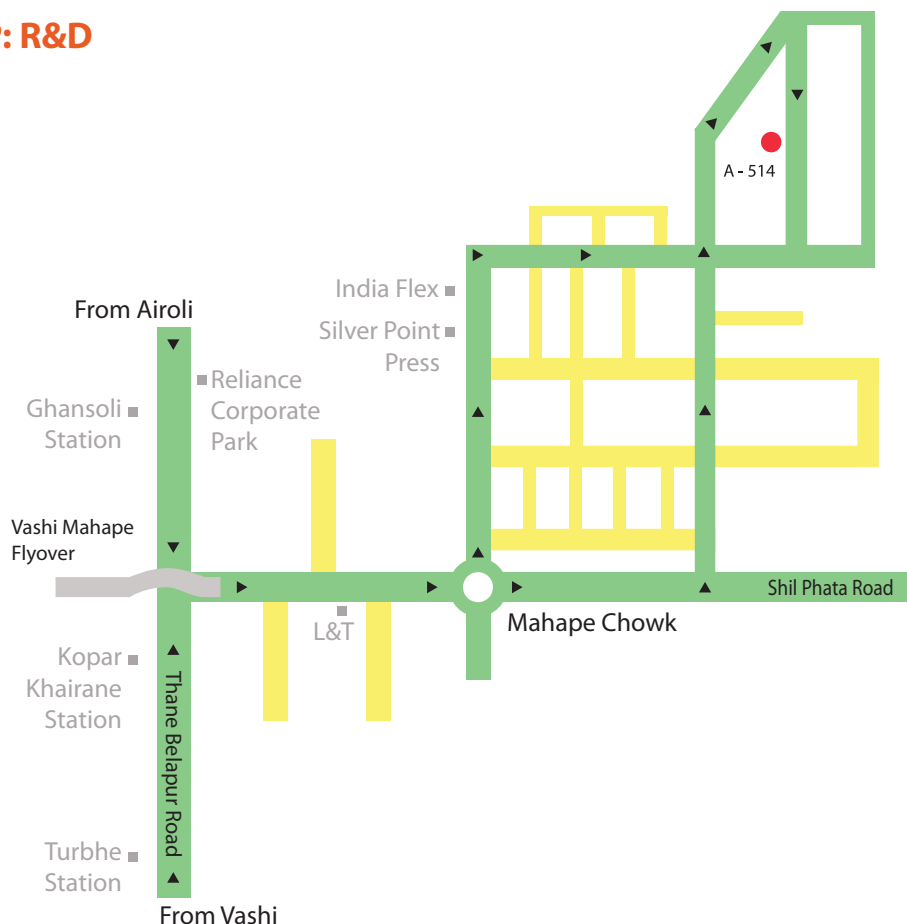 : R&D
A - 514
India Flex
Silver Point
Press
From Airoli
Reliance
Corporate
Park
Ghansoli
Station
Vashi Mahape
Flyover
Shil Phata Road
L&T
Mahape Chowk
Kopar
Khairane
Station
Thane Belapur Road
Turbhe
Station
From Vashi